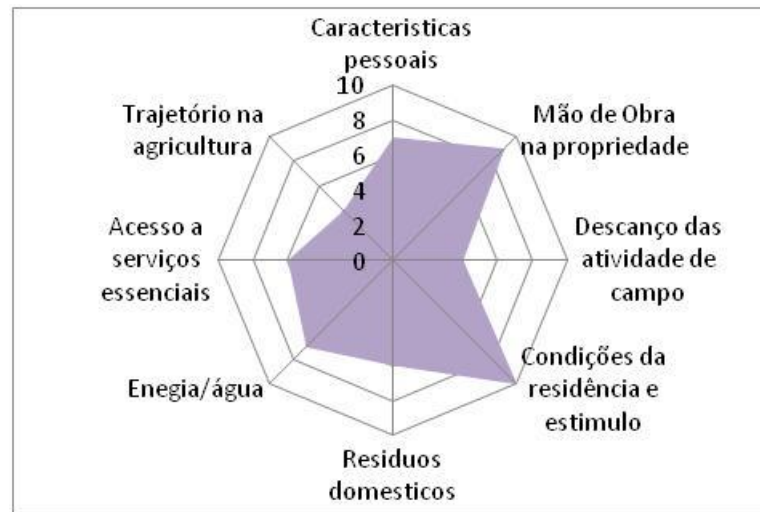 Caracteristicas
pessoais
10
8
6
4
2
0
Mão de Obra
na propriedade
Descanço das
atividade de
campo
Condições da
residência e
estimulo
Residuos
domesticos
Enegia/água
Acesso a
serviços
essenciais
Trajetório na
agricultura